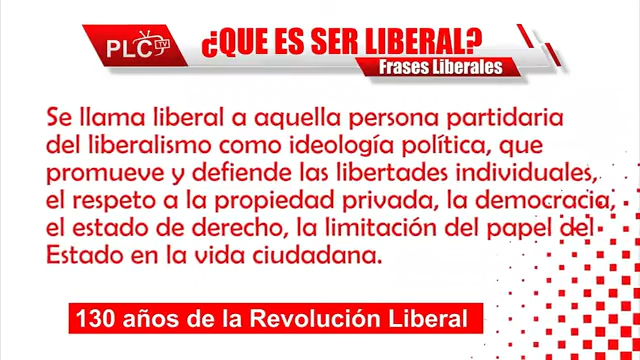 PLC TV
¿QUE ES SER LIBERAL?
Frases Liberales
Se llama liberal a aquella persona partidaria
del liberalismo como ideología política, que
promueve y defiende las libertades individuales,
el respeto a la propiedad privada, la democracia,
el estado de derecho, la limitación del papel del
Estado en la vida ciudadana.
130 años de la Revolución Liberal